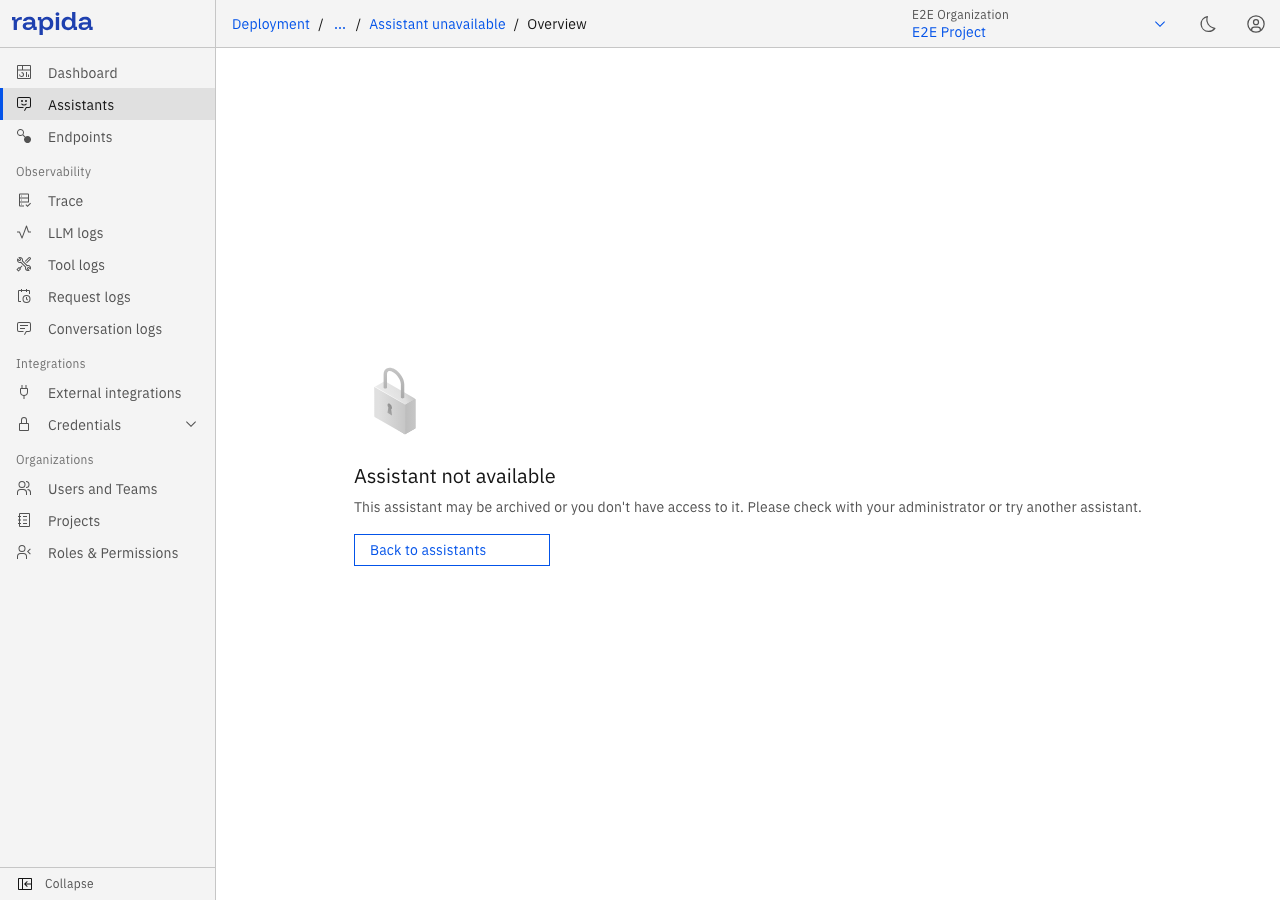 rapida
Deployment / ... / Assistant unavailable / Overview
E2E Organization
E2E Project
Dashboard
Assistants
Endpoints
Observability
Trace
LLM logs
Tool logs
Request logs
Conversation logs
Integrations
External integrations
Credentials
Organizations
Users and Teams
Projects
Roles & Permissions
Collapse
Assistant not available
This assistant may be archived or you don't have access to it. Please check with your administrator or try another assistant.
Back to assistants